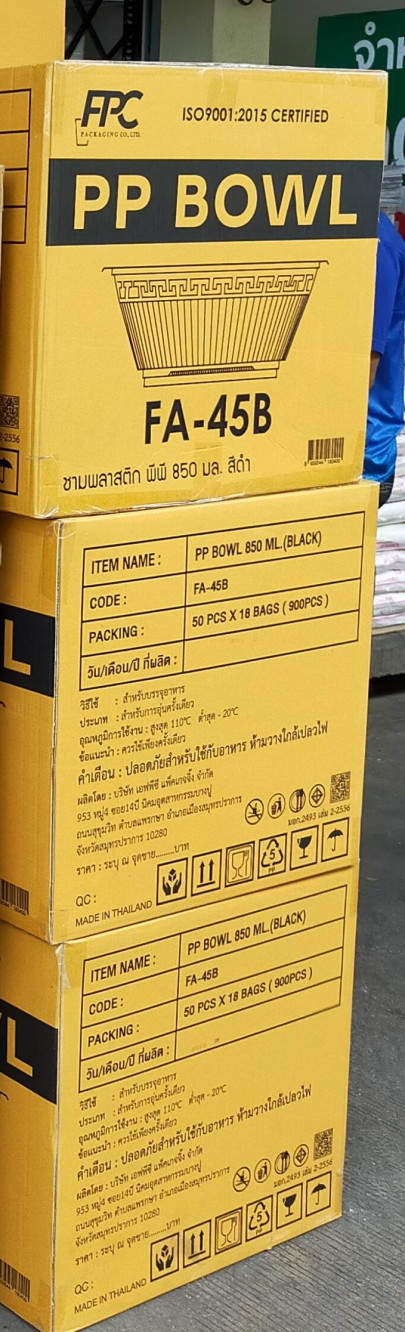 FPC
PACKAGING CO., LTD.
ISO9001:2015 CERTIFIED
จำห
PP BOWL
FA-45B
ชามพลาสติก พีพี 850 มล. สีดำ
2-2556
L
ITEM NAME : PP BOWL 850 ML.(BLACK)
CODE : FA-45B
PACKING : 50 PCS X 18 BAGS ( 900PCS )
วัน/เดือน/ปี ที่ผลิต :
วิธีใช้ : สำหรับบรรจุอาหาร
ประเภท : สำหรับการอุ่นครั้งเดียว
อุณหภูมิการใช้งาน : สูงสุด 110°C ต่ำสุด - 20°C
ข้อแนะนำ : ควรใช้เพียงครั้งเดียว
คำเตือน : ปลอดภัยสำหรับใช้กับอาหาร ห้ามวางใกล้เปลวไฟ
ผลิตโดย : บริษัท เอฟพีซี แพ็คเกจจิ้ง จำกัด
953 หมู่4 ซอย14บี นิคมอุตสาหกรรมบางปู
ถนนสุขุมวิท ตำบลแพรกษา อำเภอเมืองสมุทรปราการ
จังหวัดสมุทรปราการ 10280
มอก.2493 เล่ม 2-2556
ราคา : ระบุ ณ จุดขาย........บาท
5
PP
QC :
MADE IN THAILAND
L
ITEM NAME : PP BOWL 850 ML.(BLACK)
CODE : FA-45B
PACKING : 50 PCS X 18 BAGS ( 900PCS )
วัน/เดือน/ปี ที่ผลิต :
วิธีใช้ : สำหรับบรรจุอาหาร
ประเภท : สำหรับการอุ่นครั้งเดียว
อุณหภูมิการใช้งาน : สูงสุด 110°C ต่ำสุด - 20°C
ข้อแนะนำ : ควรใช้เพียงครั้งเดียว
คำเตือน : ปลอดภัยสำหรับใช้กับอาหาร ห้ามวางใกล้เปลวไฟ
ผลิตโดย : บริษัท เอฟพีซี แพ็คเกจจิ้ง จำกัด
953 หมู่4 ซอย14บี นิคมอุตสาหกรรมบางปู
ถนนสุขุมวิท ตำบลแพรกษา อำเภอเมืองสมุทรปราการ
จังหวัดสมุทรปราการ 10280
มอก.2493 เล่ม 2-2556
ราคา : ระบุ ณ จุดขาย........บาท
5
PP
QC :
MADE IN THAILAND